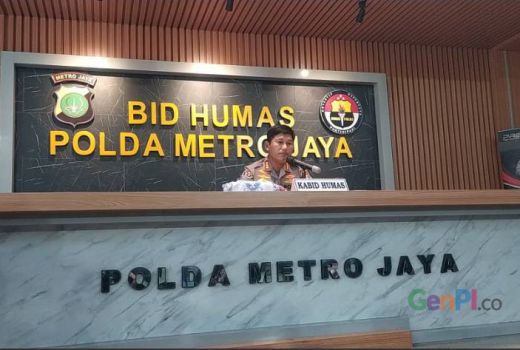 METRO JAYA
BID HUMAS
POLDA METRO JAYA
KABID HUMAS
POLDA METRO JAYA
GenPI.co